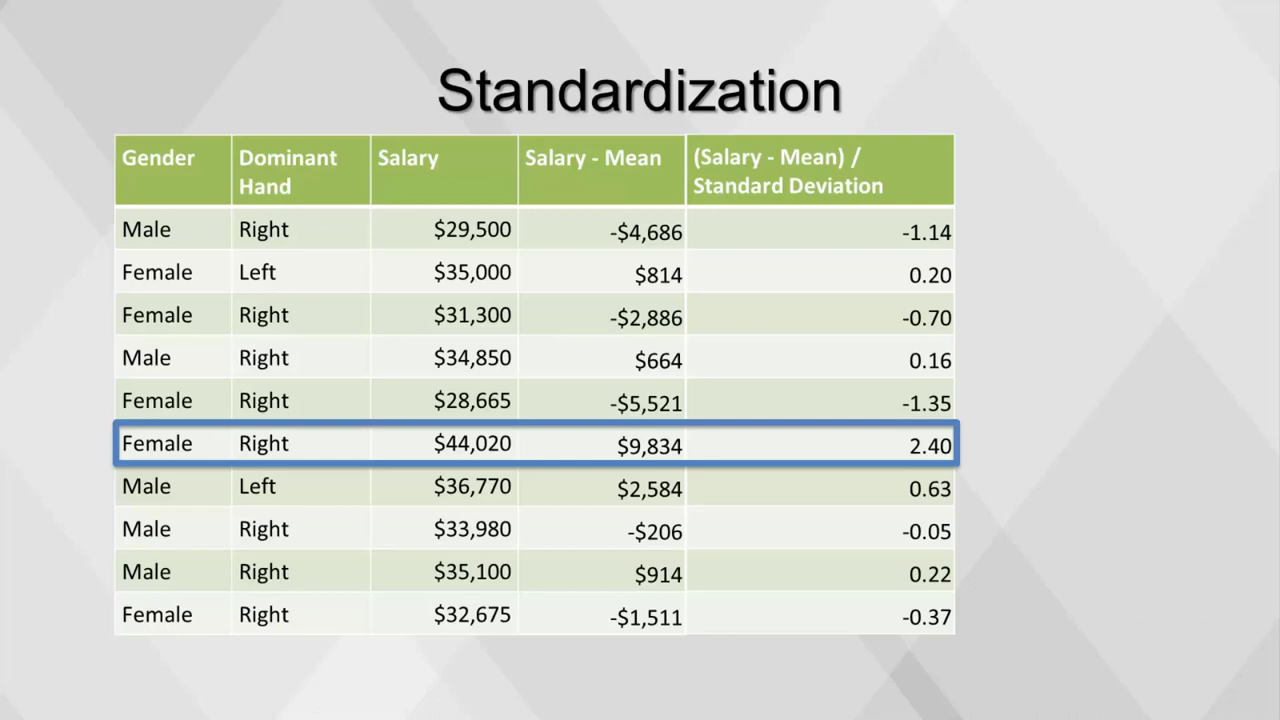 Standardization
Gender Dominant Hand Salary Salary - Mean (Salary - Mean) / Standard Deviation
Male Right $29,500 -$4,686 -1.14
Female Left $35,000 $814 0.20
Female Right $31,300 -$2,886 -0.70
Male Right $34,850 $664 0.16
Female Right $28,665 -$5,521 -1.35
Female Right $44,020 $9,834 2.40
Male Left $36,770 $2,584 0.63
Male Right $33,980 -$206 -0.05
Male Right $35,100 $914 0.22
Female Right $32,675 -$1,511 -0.37